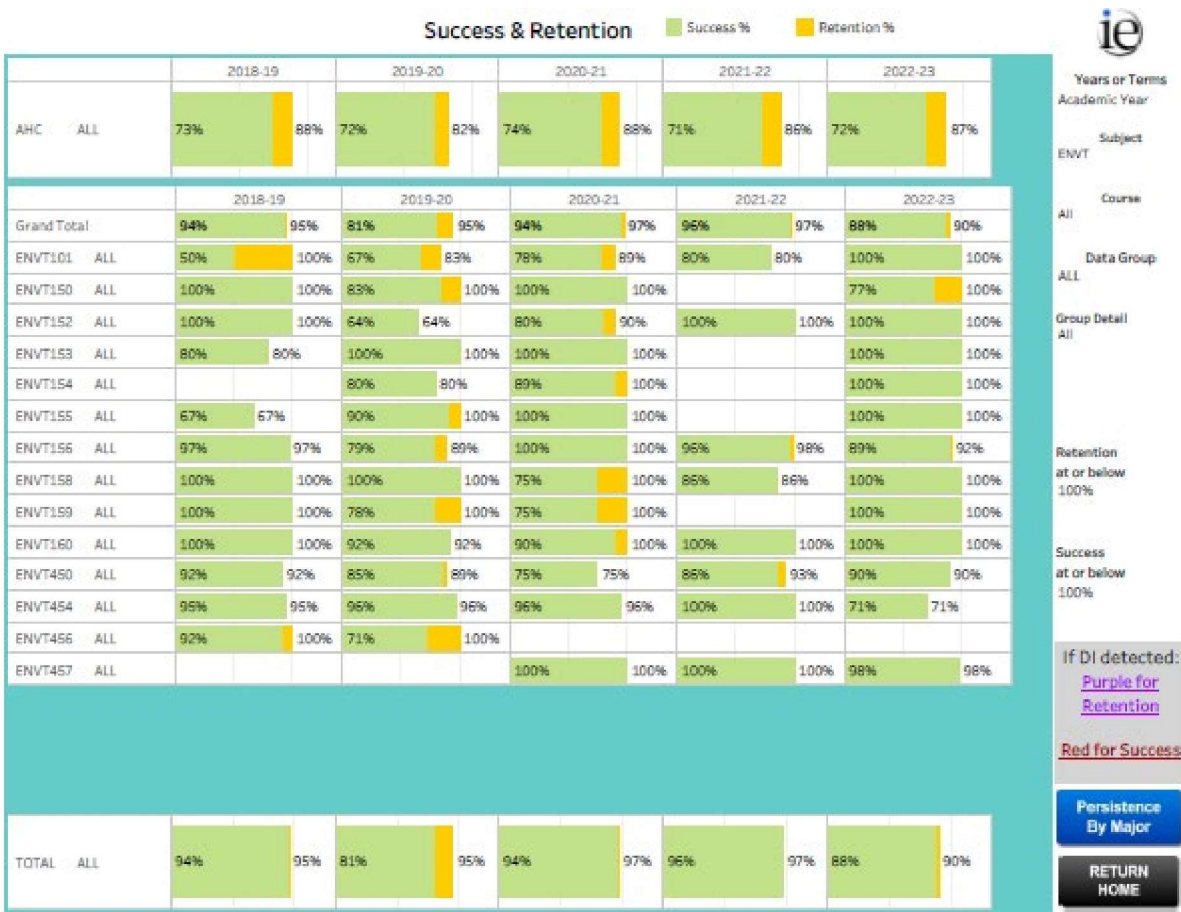 Success & Retention Success % Retention %
ie
2018-19 2019-20 2020-21 2021-22 2022-23
AHC ALL 73% 88% 72% 82% 74% 88% 71% 86% 72% 87%
2018-19 2019-20 2020-21 2021-22 2022-23
Grand Total 94% 95% 81% 95% 94% 97% 96% 97% 88% 90%
ENVT101 ALL 50% 100% 67% 83% 78% 89% 80% 80% 100% 100%
ENVT150 ALL 100% 100% 83% 100% 100% 100% 77% 100%
ENVT152 ALL 100% 100% 64% 64% 80% 90% 100% 100% 100% 100%
ENVT153 ALL 80% 80% 100% 100% 100% 100% 100% 100%
ENVT154 ALL 80% 80% 89% 100% 100% 100%
ENVT155 ALL 67% 67% 90% 100% 100% 100% 100% 100%
ENVT156 ALL 97% 97% 79% 89% 100% 100% 96% 98% 89% 92%
ENVT158 ALL 100% 100% 100% 100% 75% 100% 86% 86% 100% 100%
ENVT159 ALL 100% 100% 78% 100% 75% 100% 100% 100%
ENVT160 ALL 100% 100% 92% 92% 90% 100% 100% 100% 100% 100%
ENVT450 ALL 92% 92% 85% 89% 75% 75% 86% 93% 90% 90%
ENVT454 ALL 95% 95% 96% 96% 96% 96% 100% 100% 71% 71%
ENVT456 ALL 92% 100% 71% 100%
ENVT457 ALL 100% 100% 100% 100% 98% 98%
TOTAL ALL 94% 95% 81% 95% 94% 97% 96% 97% 88% 90%
Years or Terms
Academic Year
Subject
ENVT
Course
All
Data Group
ALL
Group Detail
All
Retention
at or below
100%
Success
at or below
100%
If DI detected:
Purple for
Retention
Red for Success
Persistence
By Major
RETURN
HOME